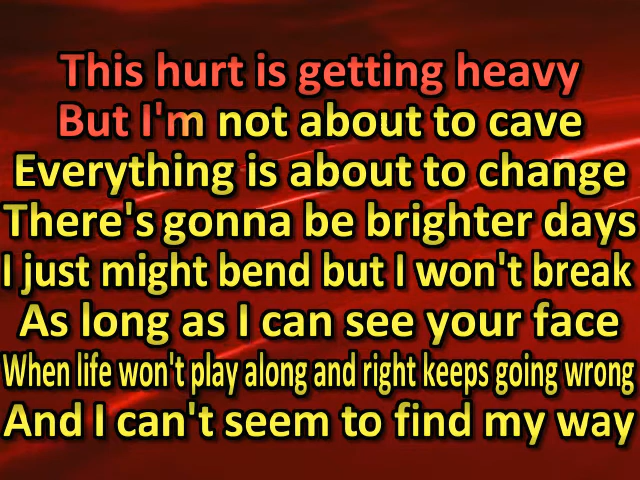 This hurt is getting heavy
But I'm not about to cave
Everything is about to change
There's gonna be brighter days
I just might bend but I won't break
As long as I can see your face
When life won't play along and right keeps going wrong
And I can't seem to find my way